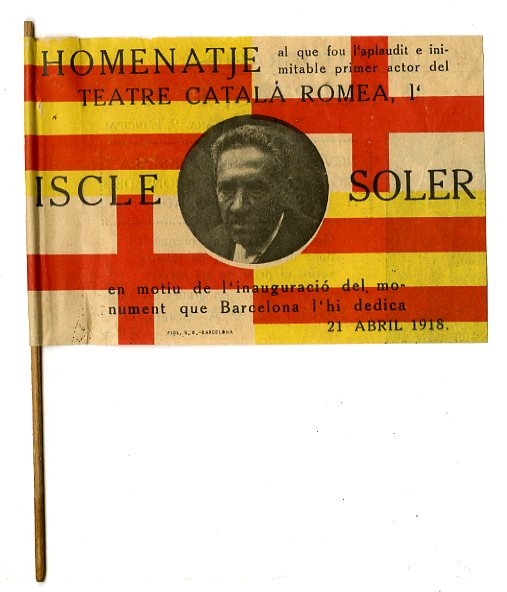 HOMENATJE al que fou l'aplaudit e ini-
mitable primer actor del
TEATRE CATALÁ ROMEA, l'
ISCLE SOLER
en motiu de l'inauguració del, mo-
nument que Barcelona l'hi dedica
21 ABRIL 1918.